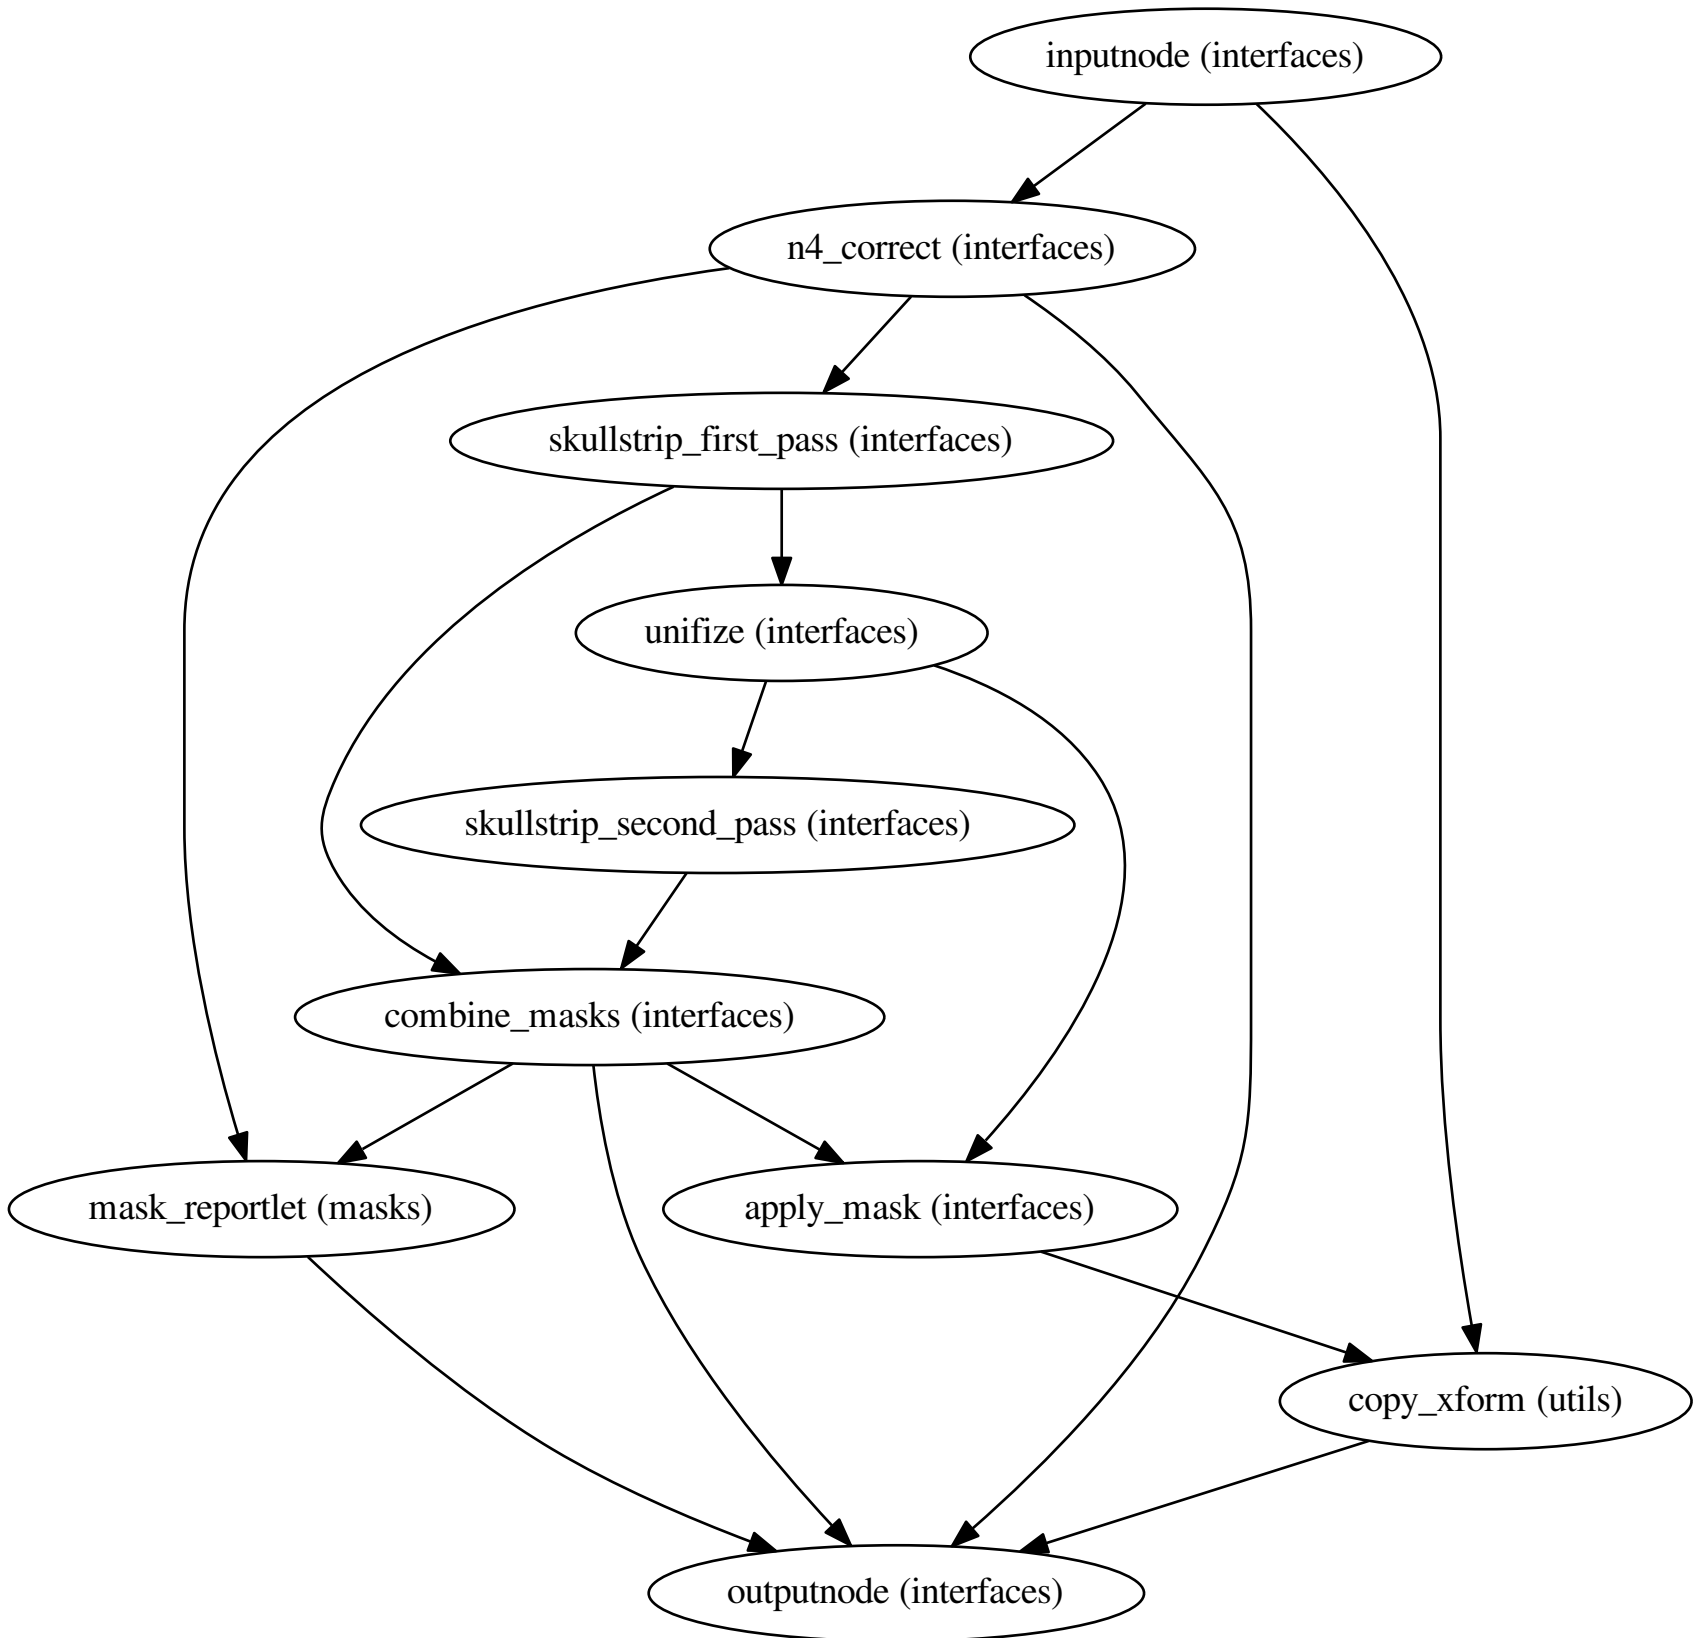 inputnode (interfaces)
n4_correct (interfaces)
skullstrip_first_pass (interfaces)
unifize (interfaces)
skullstrip_second_pass (interfaces)
combine_masks (interfaces)
mask_reportlet (masks)
apply_mask (interfaces)
copy_xform (utils)
outputnode (interfaces)